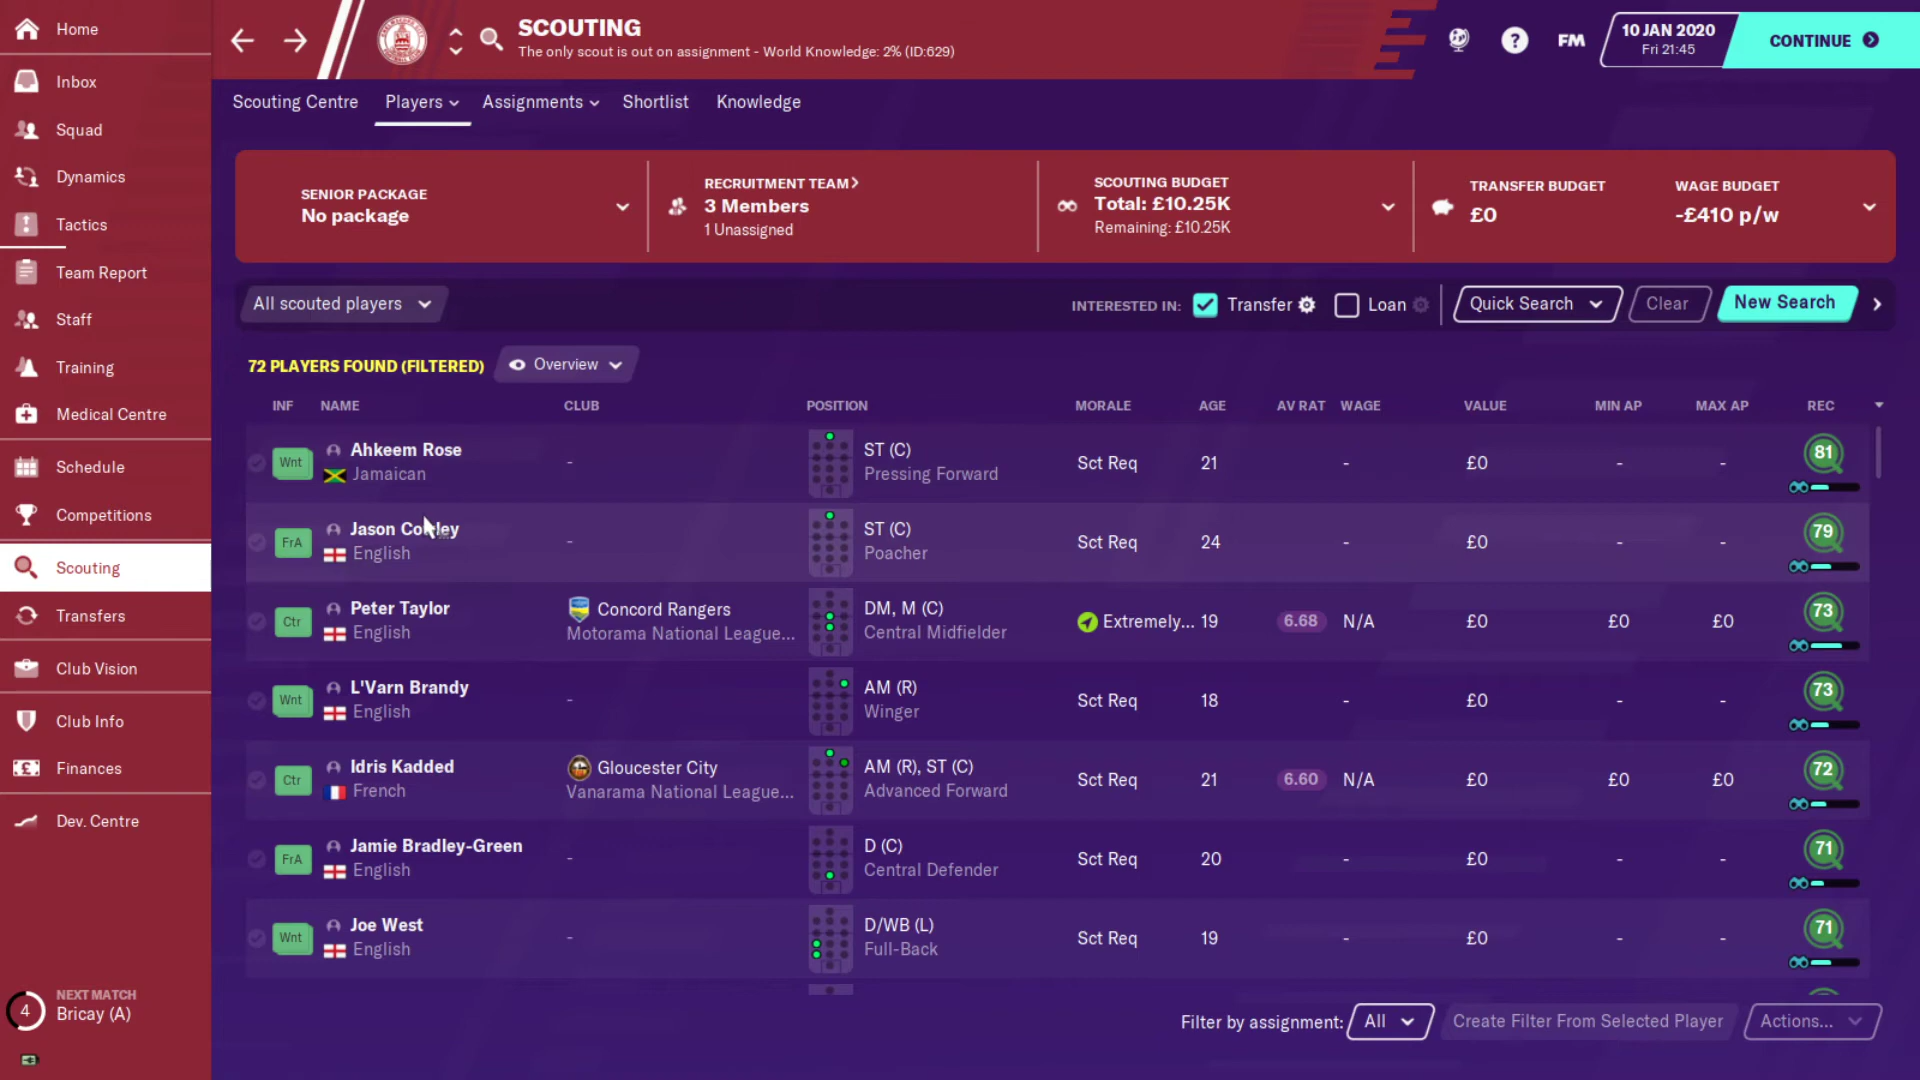 Home
Inbox
Squad
Dynamics
Tactics
Team Report
Staff
Training
Medical Centre
Schedule
Competitions
Scouting
Transfers
Club Vision
Club Info
Finances
Dev. Centre
NEXT MATCH
4 Bricay (A)
SCOUTING
The only scout is out on assignment - World Knowledge: 2% (ID:629)
? FM
10 JAN 2020
Fri 21:45
CONTINUE
Scouting Centre Players Assignments Shortlist Knowledge
SENIOR PACKAGE
No package
RECRUITMENT TEAM
3 Members
1 Unassigned
SCOUTING BUDGET
Total: £10.25K
Remaining: £10.25K
TRANSFER BUDGET
£0
WAGE BUDGET
-£410 p/w
All scouted players INTERESTED IN: Transfer Loan Quick Search Clear New Search
72 PLAYERS FOUND (FILTERED) Overview
INF NAME CLUB POSITION MORALE AGE AV RAT WAGE VALUE MIN AP MAX AP REC
Wnt Ahkeem Rose - ST (C) Sct Req 21 - £0 - - 81
Jamaican Pressing Forward
FrA Jason - ST (C) Sct Req 24 - £0 - - 79
English Poacher
Ctr Peter Taylor Concord Rangers DM, M (C) Extremely... 19 6.68 N/A £0 £0 £0 73
English Motorama National League... Central Midfielder
Wnt L'Varn Brandy - AM (R) Sct Req 18 - £0 - - 73
English Winger
Ctr Idris Kadded Gloucester City AM (R), ST (C) Sct Req 21 6.60 N/A £0 £0 £0 72
French Vanarama National League... Advanced Forward
FrA Jamie Bradley-Green - D (C) Sct Req 20 - £0 - - 71
English Central Defender
Wnt Joe West - D/WB (L) Sct Req 19 - £0 - - 71
English Full-Back
Filter by assignment: All Create Filter From Selected Player Actions...